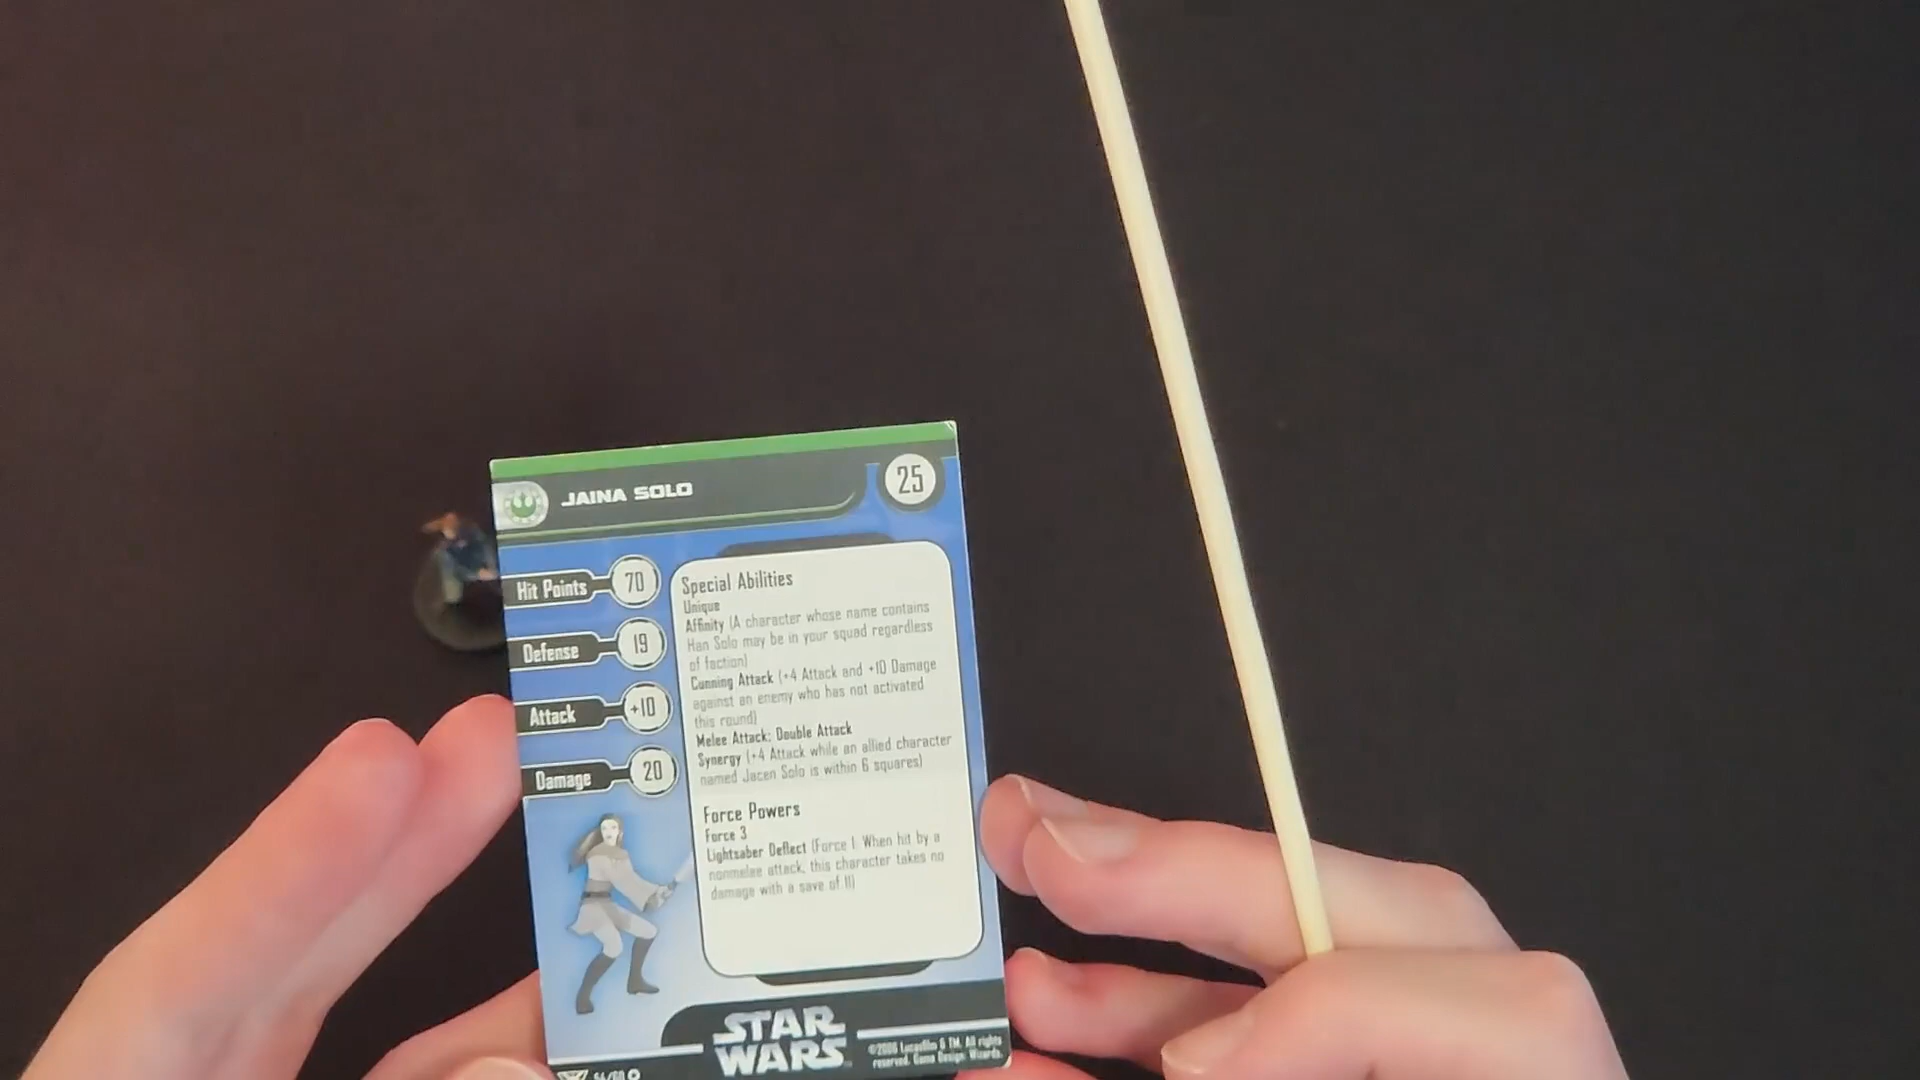 JAINA SOLO
25
Hit Points 70
Defense 19
Attack +10
Damage 20
Special Abilities
Unique
Affinity (A character whose name contains
Han Solo may be in your squad regardless
of faction)
Cunning Attack (+4 Attack and +10 Damage
against an enemy who has not activated
this round)
Melee Attack; Double Attack
Synergy (+4 Attack while an allied character
named Jacen Solo is within 6 squares)
Force Powers
Force 3
Lightsaber Deflect (Force 1: When hit by a
nonmelee attack, this character takes no
damage with a save of 11)
STAR
WARS
©2006 Lucasfilm & TM. All rights
reserved. Game Design: Wizards.
54/60